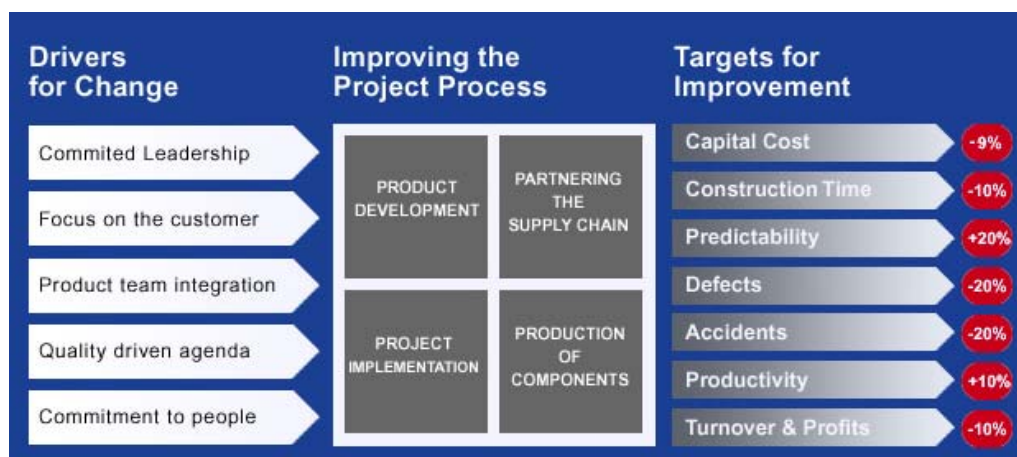 Drivers
for Change
Commited Leadership
Focus on the customer
Product team integration
Quality driven agenda
Commitment to people
Improving the
Project Process
PRODUCT
DEVELOPMENT
PARTNERING
THE
SUPPLY CHAIN
PROJECT
IMPLEMENTATION
PRODUCTION
OF
COMPONENTS
Targets for
Improvement
Capital Cost -9%
Construction Time -10%
Predictability +20%
Defects -20%
Accidents -20%
Productivity +10%
Turnover & Profits -10%